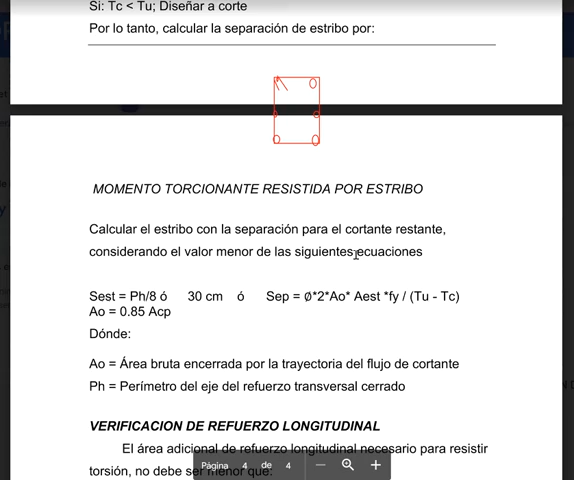 Si: Tc < Tu; Diseñar a corte
Por lo tanto, calcular la separación de estribo por:
MOMENTO TORCIONANTE RESISTIDA POR ESTRIBO
Calcular el estribo con la separación para el cortante restante,
considerando el valor menor de las siguientes ecuaciones
Sest = Ph/8 ó 30 cm ó Sep = ∅*2*Ao* Aest *fy / (Tu - Tc)
Ao = 0.85 Acp
Dónde:
Ao = Área bruta encerrada por la trayectoria del flujo de cortante
Ph = Perímetro del eje del refuerzo transversal cerrado
VERIFICACION DE REFUERZO LONGITUDINAL
El área adicional de refuerzo longitudinal necesario para resistir
torsión, no debe ser menor que:
Página 4 de 4